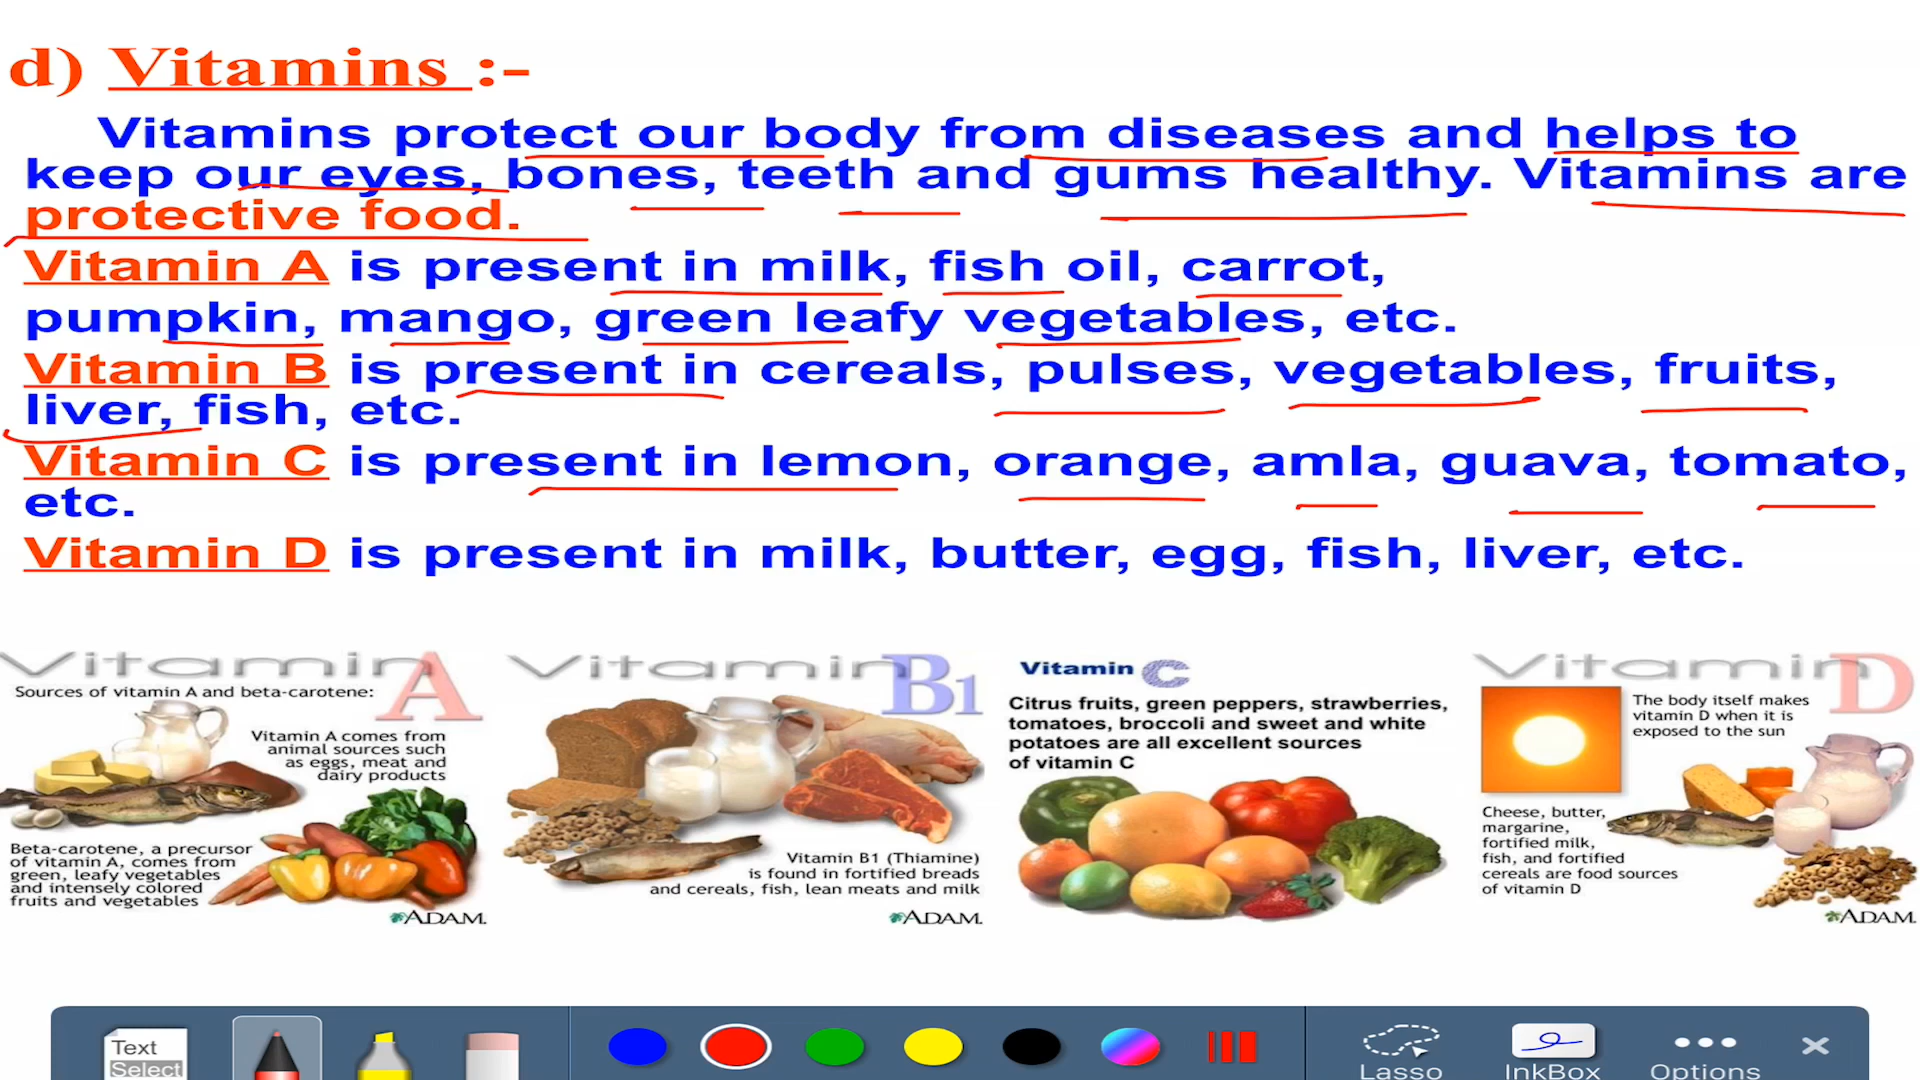 d) Vitamins :-
Vitamins protect our body from diseases and helps to
keep our eyes, bones, teeth and gums healthy. Vitamins are
protective food.
Vitamin A is present in milk, fish oil, carrot,
pumpkin, mango, green leafy vegetables, etc.
Vitamin B is present in cereals, pulses, vegetables, fruits,
liver, fish, etc.
Vitamin C is present in lemon, orange, amla, guava, tomato,
etc.
Vitamin D is present in milk, butter, egg, fish, liver, etc.
Vitamin A
Sources of vitamin A and beta-carotene:
Vitamin A comes from
animal sources such
as eggs, meat and
dairy products
Beta-carotene, a precursor
of vitamin A, comes from
green, leafy vegetables
and intensely colored
fruits and vegetables
ADAM.
Vitamin B1
Vitamin B1 (Thiamine)
is found in fortified breads
and cereals, fish, lean meats and milk
ADAM.
Vitamin C
Citrus fruits, green peppers, strawberries,
tomatoes, broccoli and sweet and white
potatoes are all excellent sources
of vitamin C
Vitamin D
The body itself makes
vitamin D when it is
exposed to the sun
Cheese, butter,
margarine,
fortified milk,
fish, and fortified
cereals are food sources
of vitamin D
ADAM.
Text
Select
Lasso
InkBox
Options